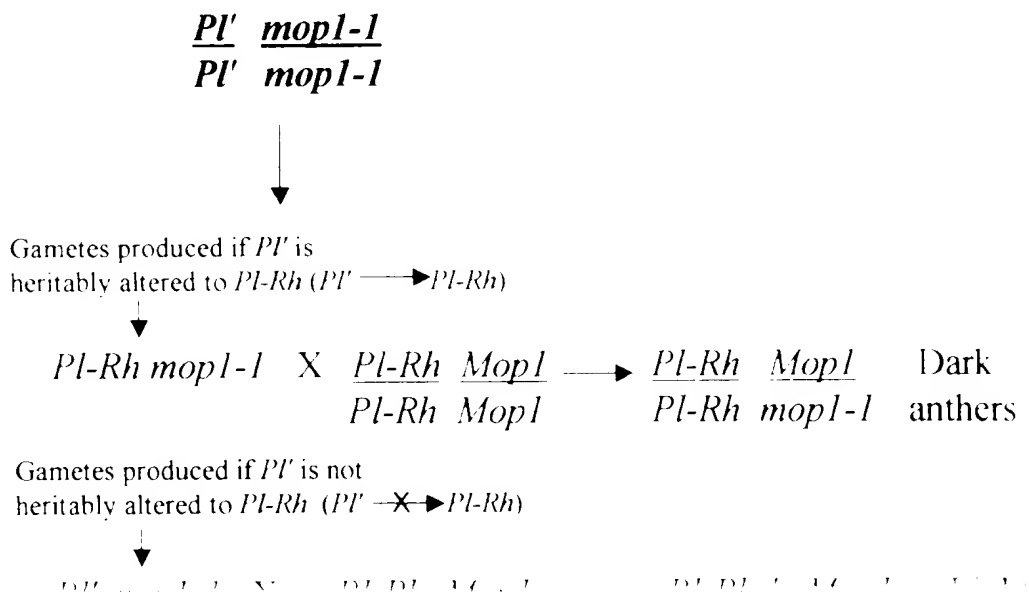 Pl' mop1-1
Pl' mop1-1
Gametes produced if Pl' is
heritably altered to Pl-Rh (Pl' → Pl-Rh)
Pl-Rh mop1-1 X Pl-Rh Mop1 → Pl-Rh Mop1 Dark
Pl-Rh Mop1 Pl-Rh mop1-1 anthers
Gametes produced if Pl' is not
heritably altered to Pl-Rh (Pl' -X→ Pl-Rh)